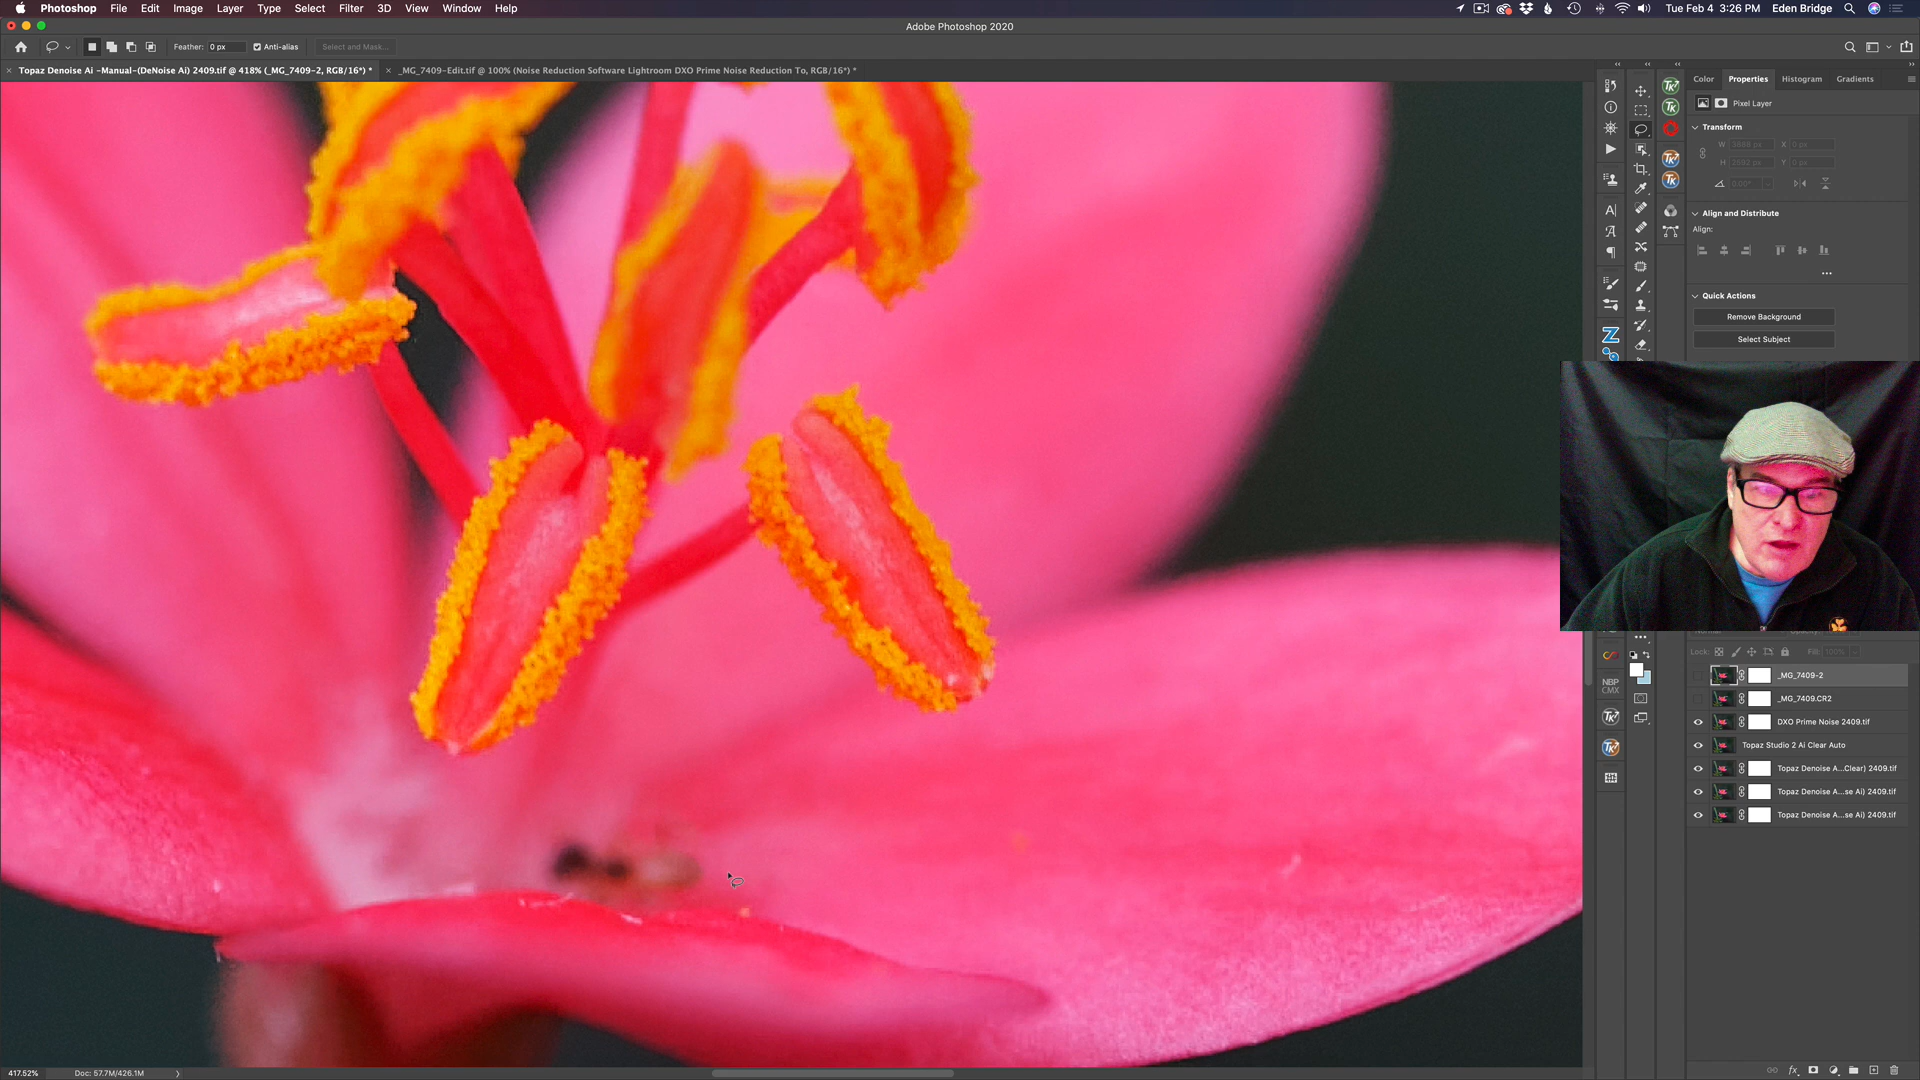 Photoshop File Edit Image Layer Type Select Filter 3D View Window Help
Tue Feb 4 3:26 PM Eden Bridge
Adobe Photoshop 2020
Feather: 0 px Anti-alias Select and Mask...
Topaz Denoise Ai -Manual-(DeNoise Ai) 2409.tif @ 418% (_MG_7409-2, RGB/16*) *
_MG_7409-Edit.tif @ 100% (Noise Reduction Software Lightroom DXO Prime Noise Reduction To, RGB/16*) *
Color Properties Histogram Gradients
Pixel Layer
Transform
Align and Distribute
Align:
Quick Actions
Remove Background
Select Subject
NBP
CMX
Lock: Fill: 100%
_MG_7409-2
_MG_7409.CR2
DXO Prime Noise 2409.tif
Topaz Studio 2 Ai Clear Auto
Topaz Denoise A...Clear) 2409.tif
Topaz Denoise A...se Ai) 2409.tif
Topaz Denoise A...se Ai) 2409.tif
417.52% Doc: 57.7M/426.1M